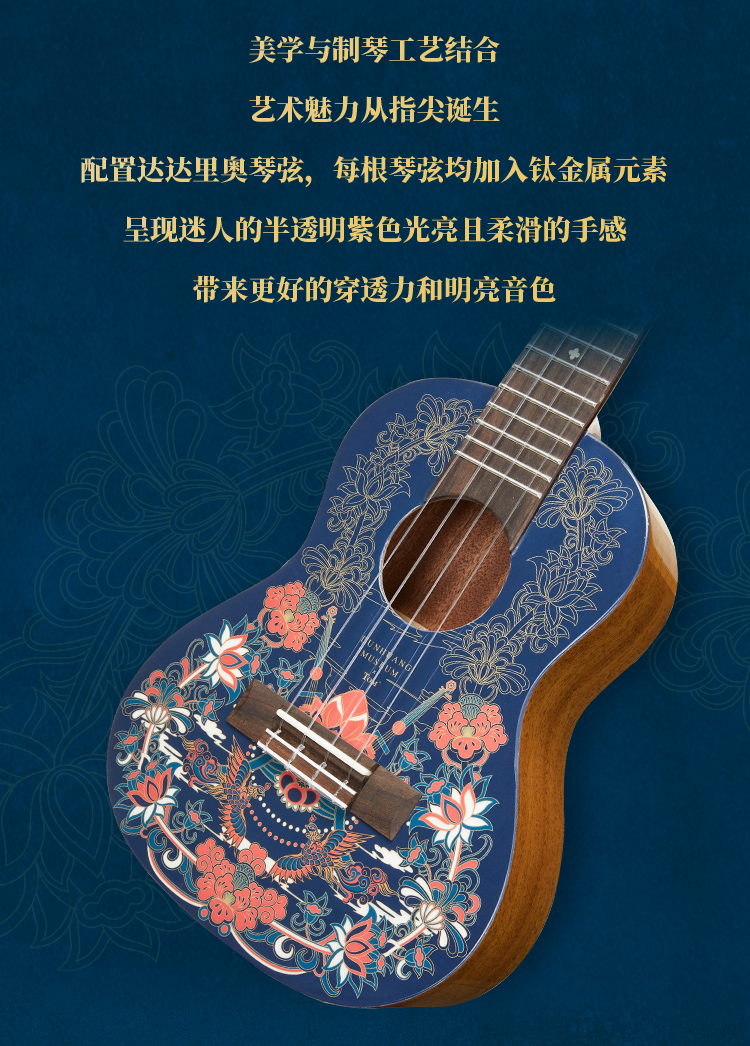 美学与制琴工艺结合
艺术魅力从指尖诞生
配置达达里奥琴弦，每根琴弦均加入钛金属元素
呈现迷人的半透明紫色光亮且柔滑的手感
带来更好的穿透力和明亮音色
DUNHUANG
MUSEUM
Tom